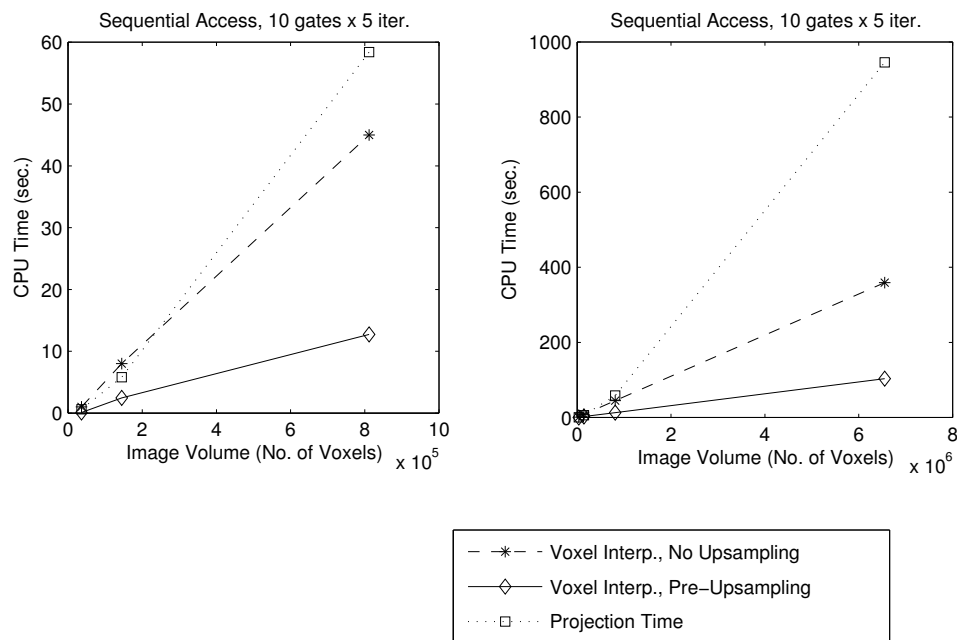 Sequential Access, 10 gates x 5 iter.
60
50
40
30
20
10
0
CPU Time (sec.)
0 2 4 6 8 10
Image Volume (No. of Voxels)
x 10^5
Sequential Access, 10 gates x 5 iter.
1000
800
600
400
200
0
CPU Time (sec.)
0 2 4 6 8
Image Volume (No. of Voxels)
x 10^6
Voxel Interp., No Upsampling
Voxel Interp., Pre−Upsampling
Projection Time